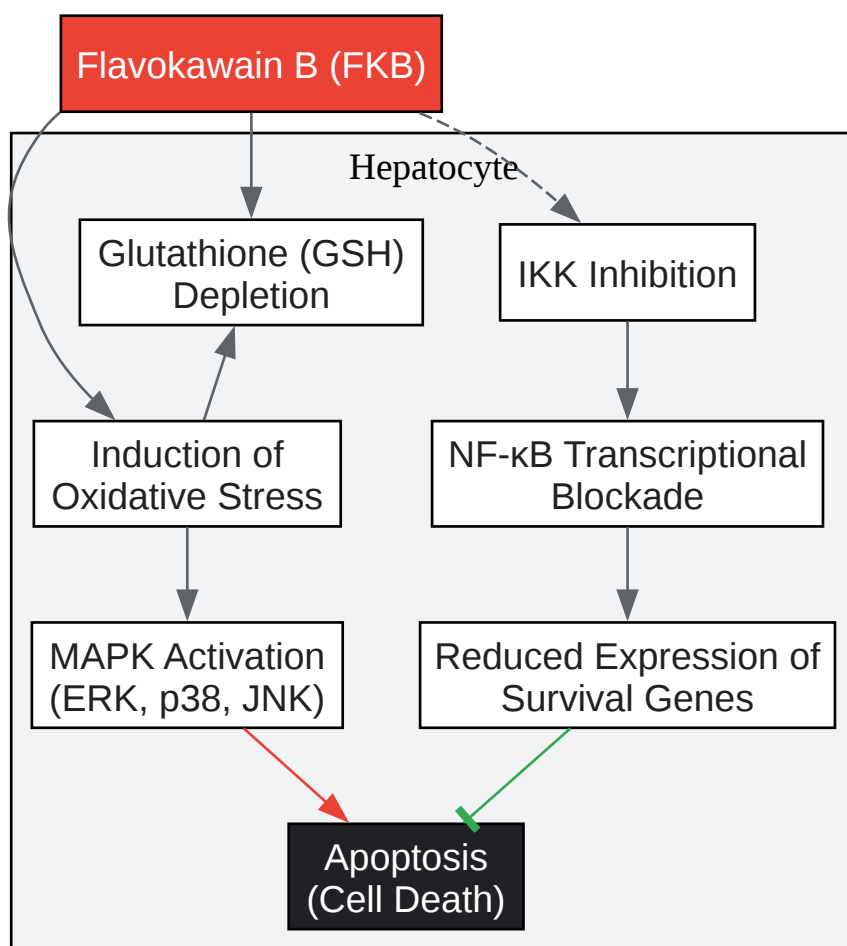 Flavokawain B (FKB)
Hepatocyte
Glutathione (GSH)
Depletion
IKK Inhibition
Induction of
Oxidative Stress
NF-κB Transcriptional
Blockade
MAPK Activation
(ERK, p38, JNK)
Reduced Expression of
Survival Genes
Apoptosis
(Cell Death)